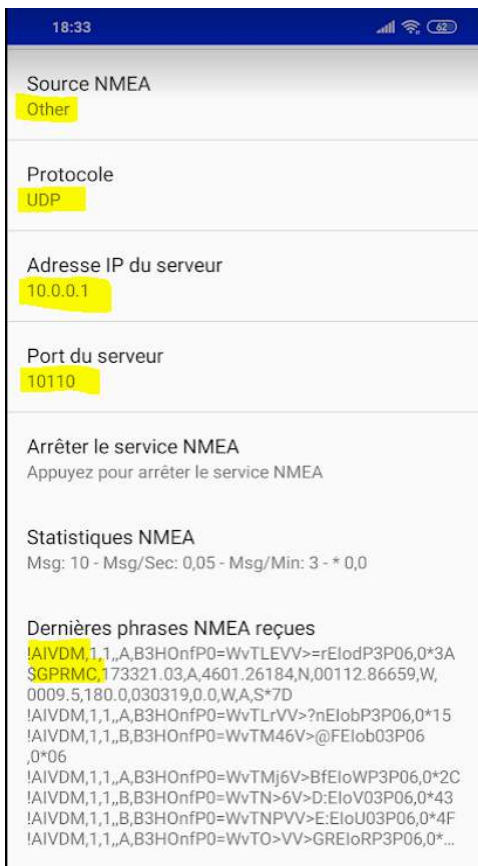 18:33
62
Source NMEA
Other
Protocole
UDP
Adresse IP du serveur
10.0.0.1
Port du serveur
10110
Arrêter le service NMEA
Appuyez pour arrêter le service NMEA
Statistiques NMEA
Msg: 10 - Msg/Sec: 0,05 - Msg/Min: 3 - * 0,0
Dernières phrases NMEA reçues
!AIVDM,1,1,,A,B3HOnfP0=WvTLEVV>=rEIodP3P06,0*3A
$GPRMC,173321.03,A,4601.26184,N,00112.86659,W,
0009.5,180.0,030319,0.0,W,A,S*7D
!AIVDM,1,1,,A,B3HOnfP0=WvTLrVV>?nEIobP3P06,0*15
!AIVDM,1,1,,B,B3HOnfP0=WvTM46V>@FEIob03P06
,0*06
!AIVDM,1,1,,A,B3HOnfP0=WvTMj6V>BfEIoWP3P06,0*2C
!AIVDM,1,1,,A,B3HOnfP0=WvTN>6V>D:EIoV03P06,0*43
!AIVDM,1,1,,B,B3HOnfP0=WvTNPVV>E:EIoU03P06,0*4F
!AIVDM,1,1,,A,B3HOnfP0=WvTO>VV>GREIoRP3P06,0*…